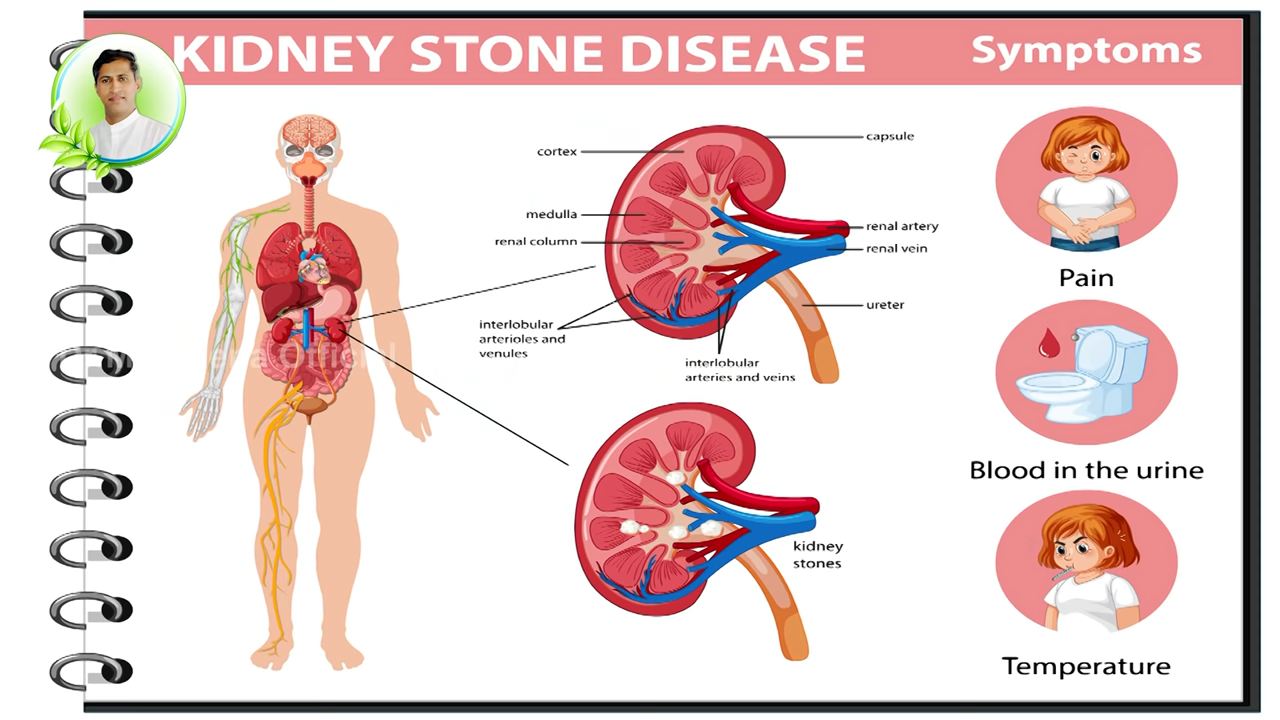 KIDNEY STONE DISEASE
Symptoms
cortex
medulla
renal column
interlobular
arterioles and
venules
capsule
renal artery
renal vein
ureter
interlobular
arteries and veins
kidney
stones
Pain
Blood in the urine
Temperature
Official